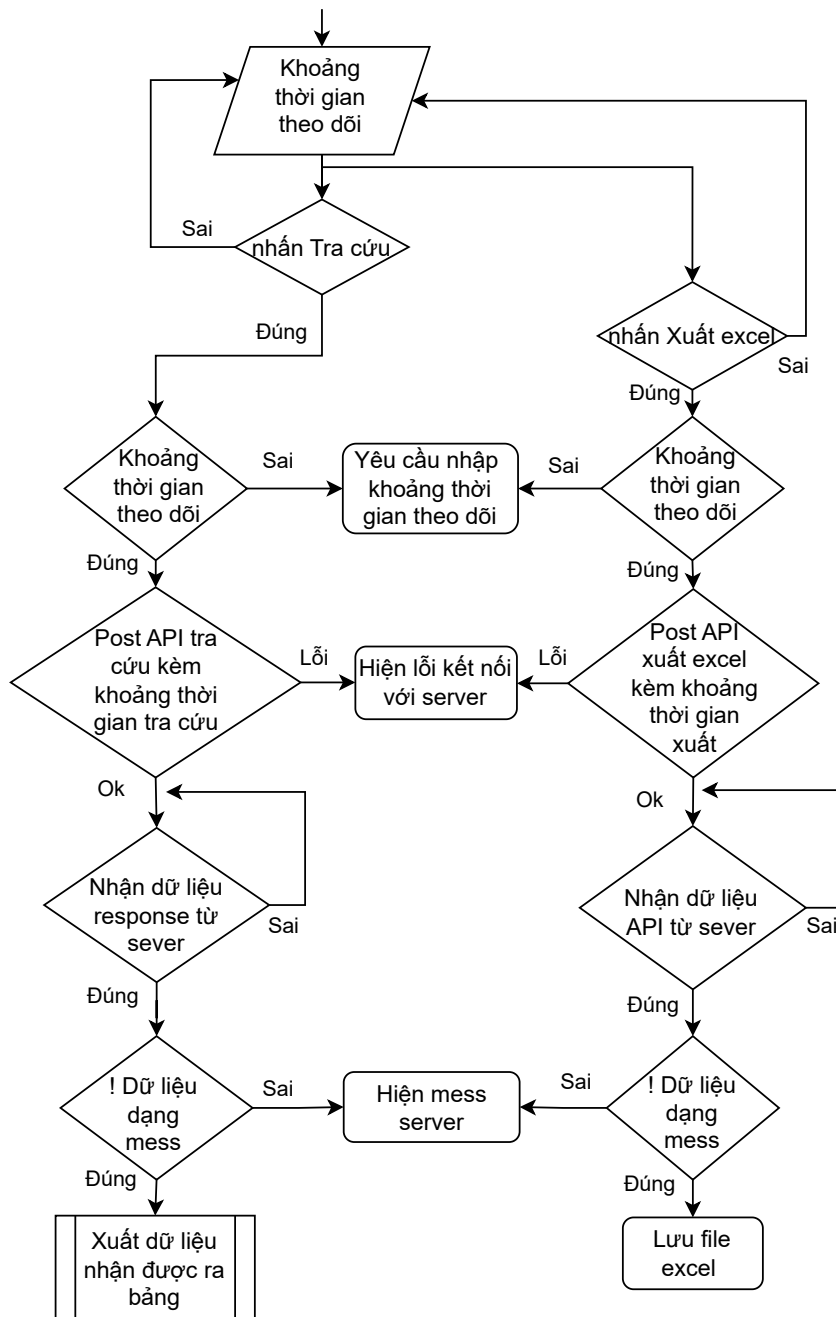 Khoảng
thời gian
theo dõi
Sai
nhấn Tra cứu
Đúng
nhấn Xuất excel
Sai
Đúng
Khoảng
thời gian
theo dõi
Sai
Yêu cầu nhập
khoảng thời
gian theo dõi
Sai
Khoảng
thời gian
theo dõi
Đúng
Đúng
Post API tra
cứu kèm
khoảng thời
gian tra cứu
Lỗi
Hiện lỗi kết nối
với server
Lỗi
Post API
xuất excel
kèm khoảng
thời gian
xuất
Ok
Ok
Nhận dữ liệu
response từ
sever
Sai
Nhận dữ liệu
API từ sever
Sai
Đúng
Đúng
! Dữ liệu
dạng
mess
Sai
Hiện mess
server
Sai
! Dữ liệu
dạng
mess
Đúng
Đúng
Xuất dữ liệu
nhận được ra
bảng
Lưu file
excel